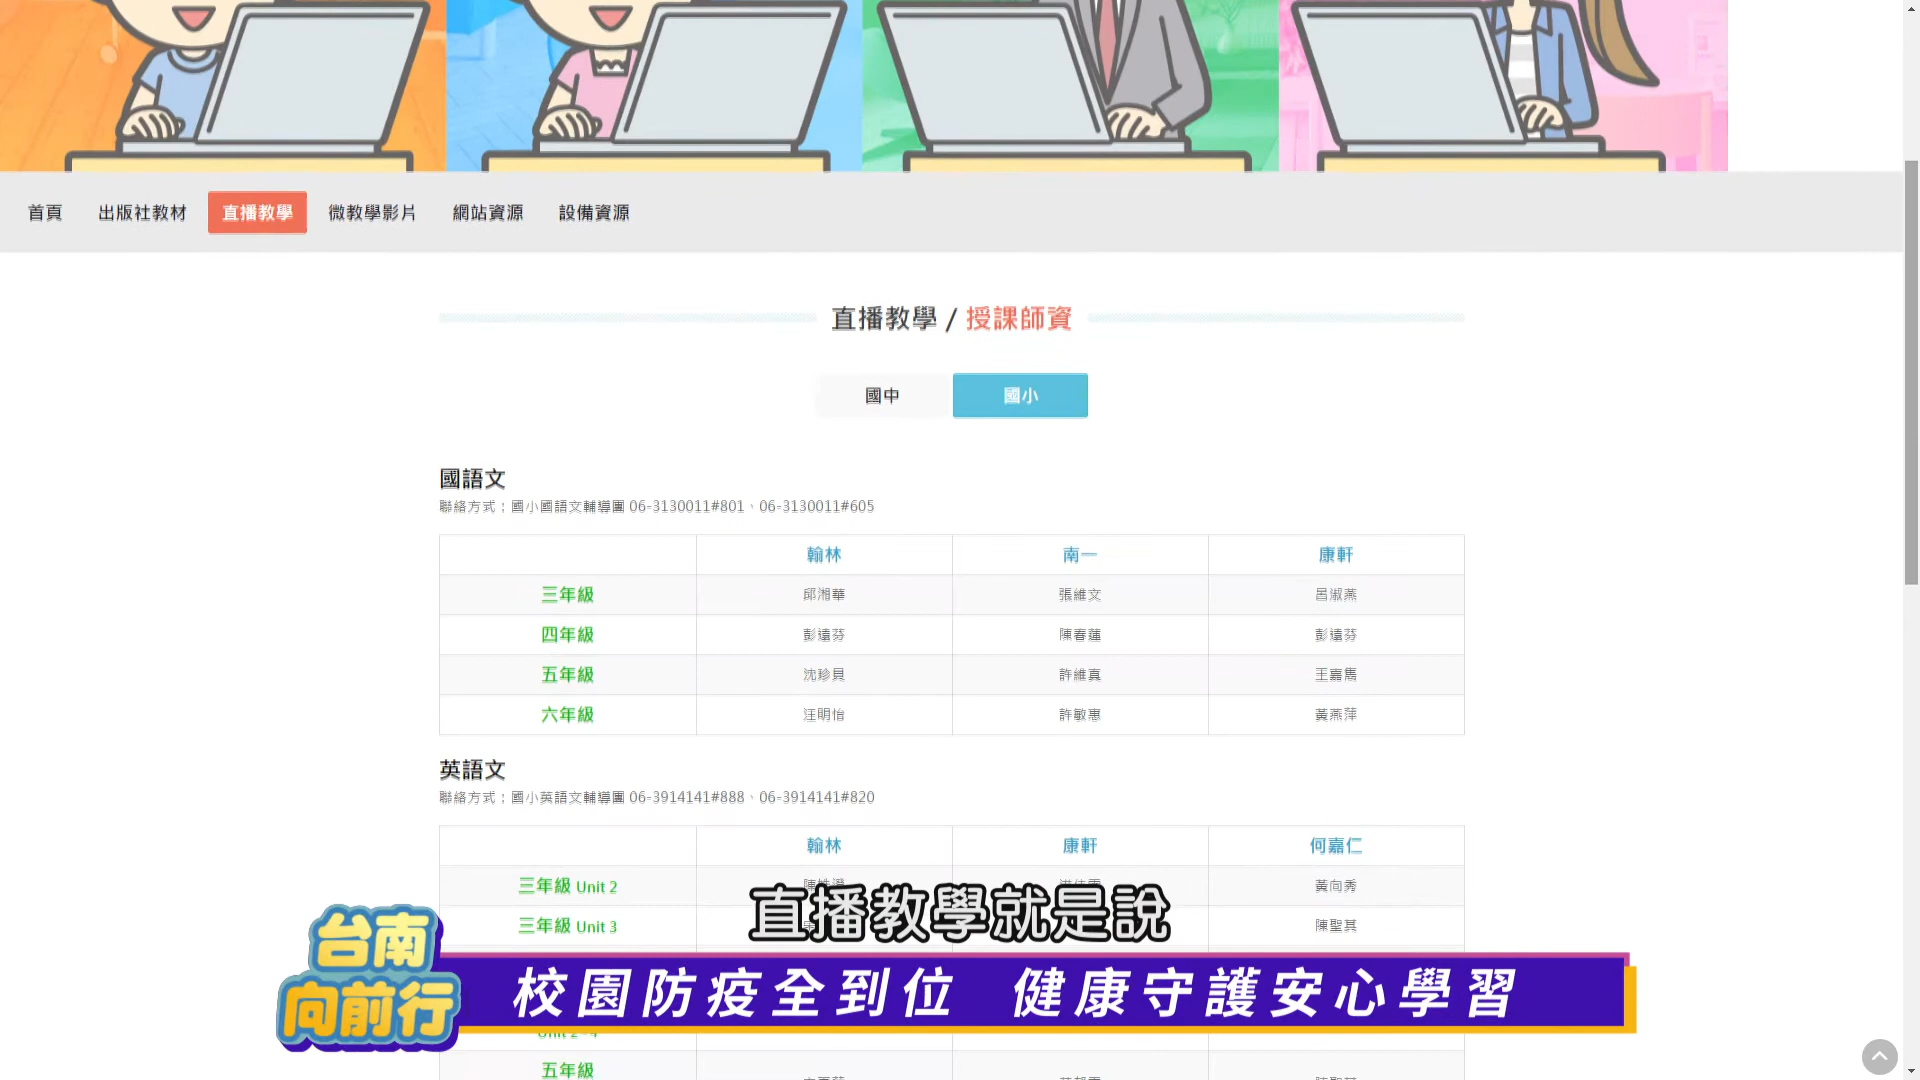 首頁 出版社教材 直播教學 微教學影片 網站資源 設備資源
直播教學 / 授課師資
國中 國小
國語文
聯絡方式；國小國語文輔導團 06-3130011#801、06-3130011#605
翰林 南一 康軒
三年級 邱湘華 張維文 呂淑燕
四年級 彭遠芬 陳春蓮 彭遠芬
五年級 沈珍貝 許維真 王嘉雋
六年級 汪明怡 許敏惠 黃燕萍
英語文
聯絡方式；國小英語文輔導團 06-3914141#888、06-3914141#820
翰林 康軒 何嘉仁
三年級 Unit 2 黃向秀
三年級 Unit 3 陳聖其
直播教學就是說
台南
向前行
校園防疫全到位 健康守護安心學習
五年級